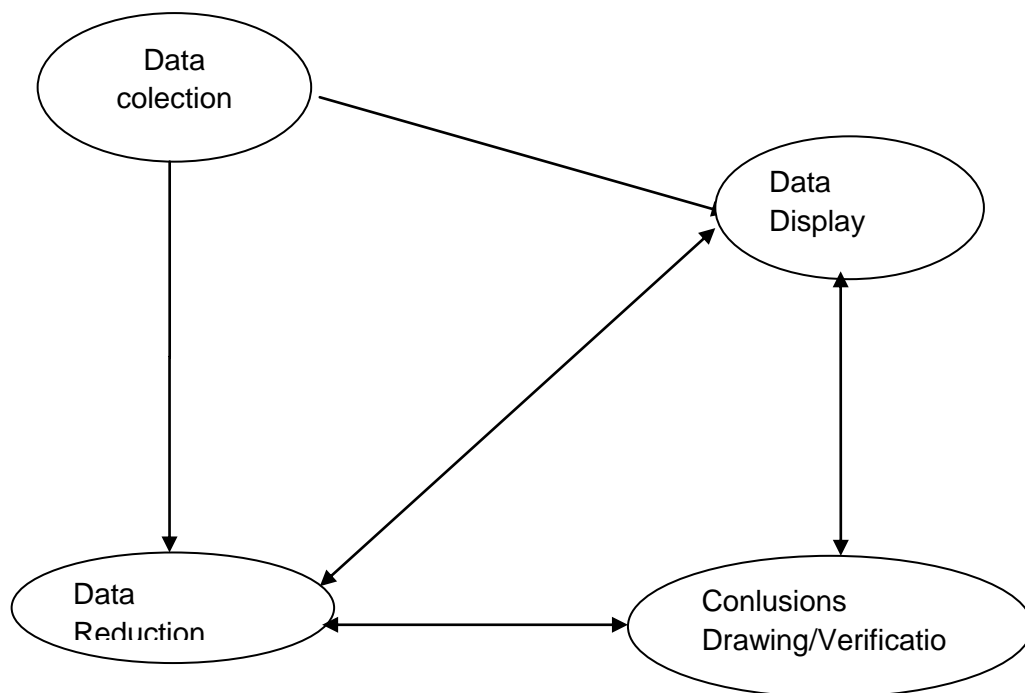 Data
colection
Data
Display
Data
Reduction
Conlusions
Drawing/Verificatio